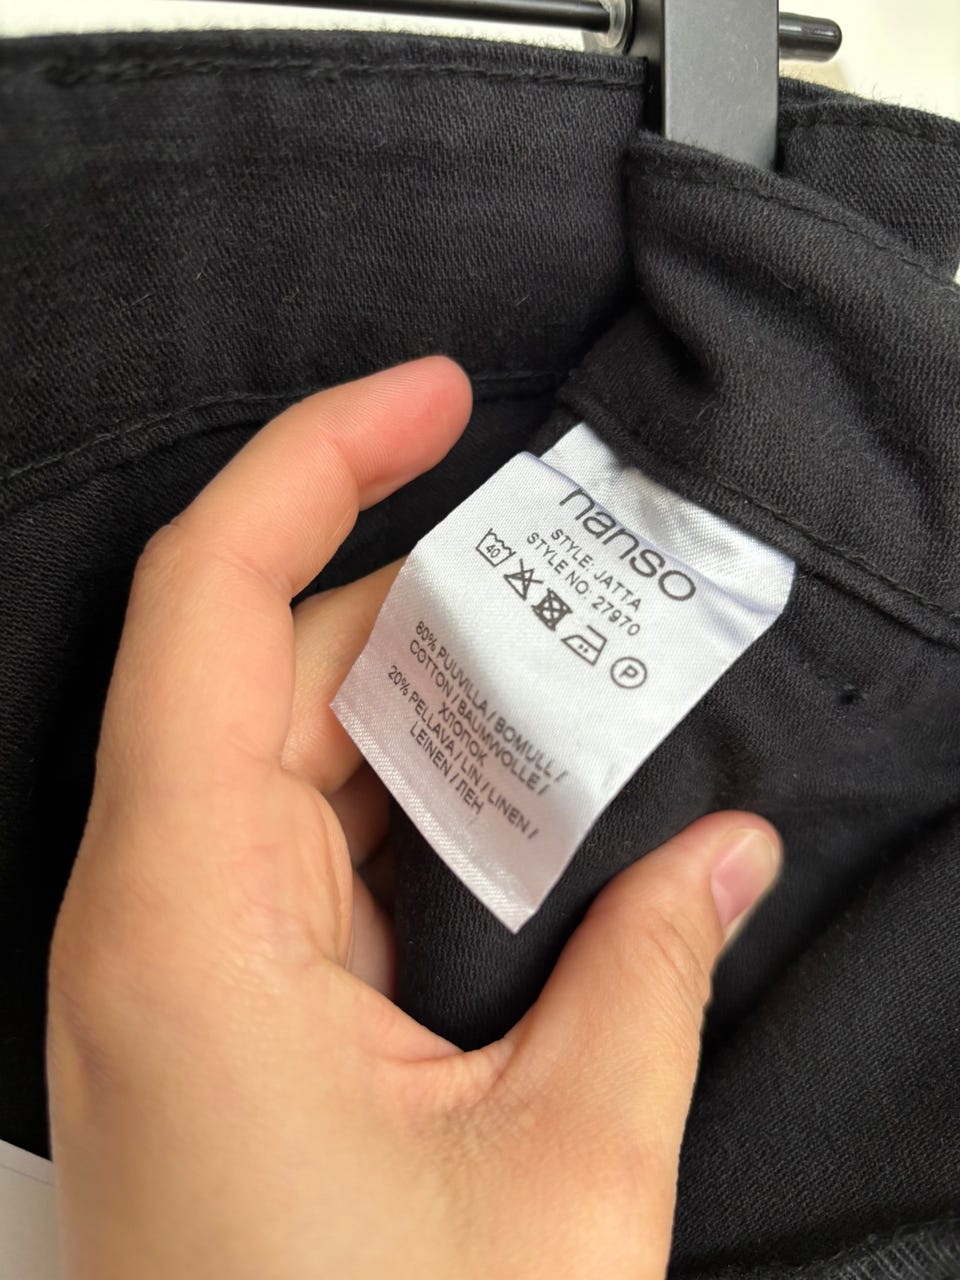 nanso
STYLE: JATTA
STYLE NO: 27970
40
P
80% PUUVILLA / BOMULL /
COTTON / BAUMWOLLE /
ХЛОПОК
20% PELLAVA / LIN / LINEN /
LEINEN / ЛЕН